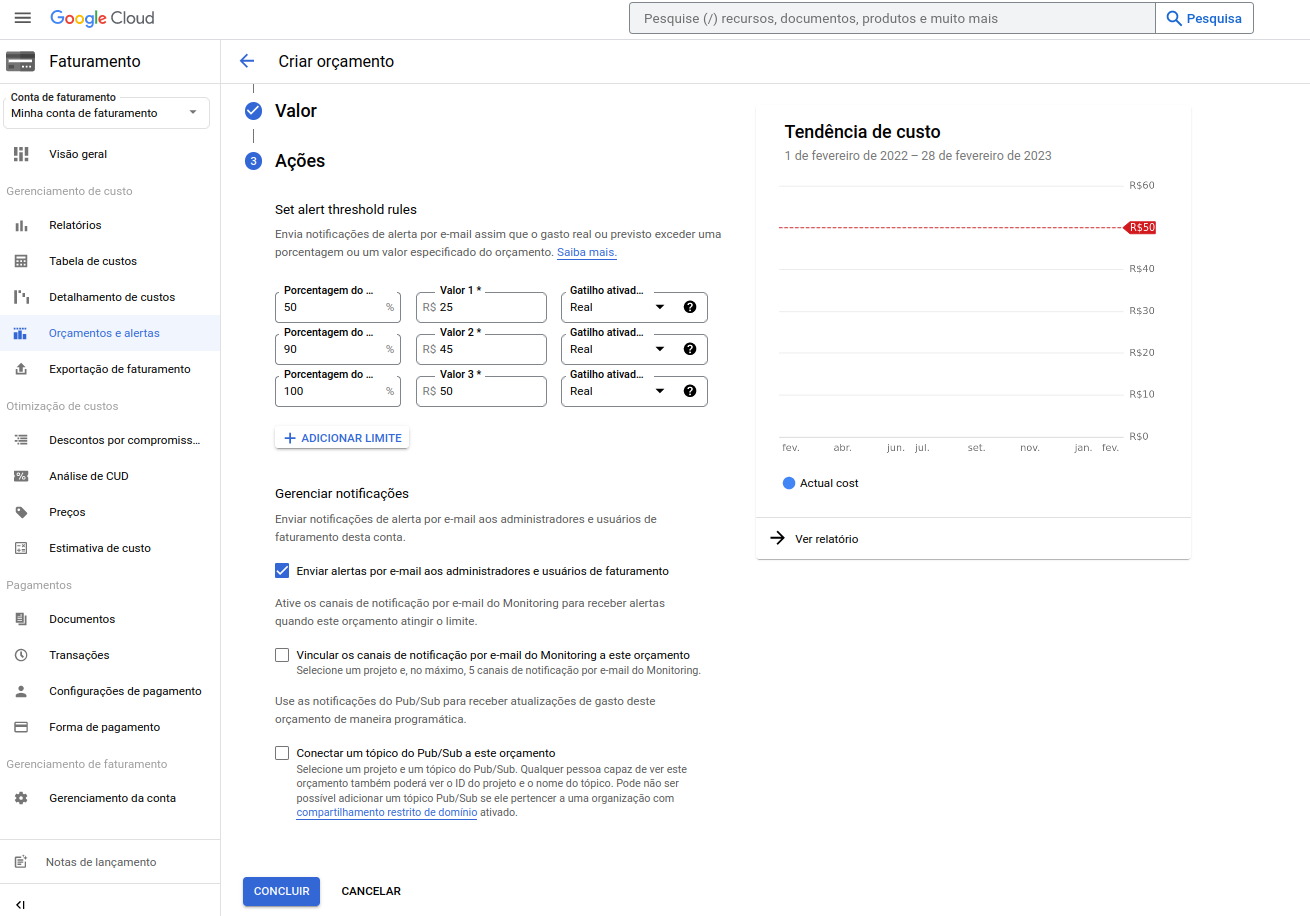 Google Cloud
Pesquise (/) recursos, documentos, produtos e muito mais
Pesquisa
Faturamento
Criar orçamento
Conta de faturamento
Minha conta de faturamento
Visão geral
Gerenciamento de custo
Relatórios
Tabela de custos
Detalhamento de custos
Orçamentos e alertas
Exportação de faturamento
Otimização de custos
Descontos por compromiss...
Análise de CUD
Preços
Estimativa de custo
Pagamentos
Documentos
Transações
Configurações de pagamento
Forma de pagamento
Gerenciamento de faturamento
Gerenciamento da conta
Notas de lançamento
Valor
3 Ações
Set alert threshold rules
Envia notificações de alerta por e-mail assim que o gasto real ou previsto exceder uma
porcentagem ou um valor especificado do orçamento. Saiba mais.
Porcentagem do ... Valor 1 * Gatilho ativad...
50 % R$ 25 Real
Porcentagem do ... Valor 2 * Gatilho ativad...
90 % R$ 45 Real
Porcentagem do ... Valor 3 * Gatilho ativad...
100 % R$ 50 Real
+ ADICIONAR LIMITE
Gerenciar notificações
Enviar notificações de alerta por e-mail aos administradores e usuários de
faturamento desta conta.
Enviar alertas por e-mail aos administradores e usuários de faturamento
Ative os canais de notificação por e-mail do Monitoring para receber alertas
quando este orçamento atingir o limite.
Vincular os canais de notificação por e-mail do Monitoring a este orçamento
Selecione um projeto e, no máximo, 5 canais de notificação por e-mail do Monitoring.
Use as notificações do Pub/Sub para receber atualizações de gasto deste
orçamento de maneira programática.
Conectar um tópico do Pub/Sub a este orçamento
Selecione um projeto e um tópico do Pub/Sub. Qualquer pessoa capaz de ver este
orçamento também poderá ver o ID do projeto e o nome do tópico. Pode não ser
possível adicionar um tópico Pub/Sub se ele pertencer a uma organização com
compartilhamento restrito de domínio ativado.
CONCLUIR CANCELAR
Tendência de custo
1 de fevereiro de 2022 – 28 de fevereiro de 2023
R$60
R$50
R$40
R$30
R$20
R$10
R$0
fev. abr. jun. jul. set. nov. jan. fev.
Actual cost
Ver relatório